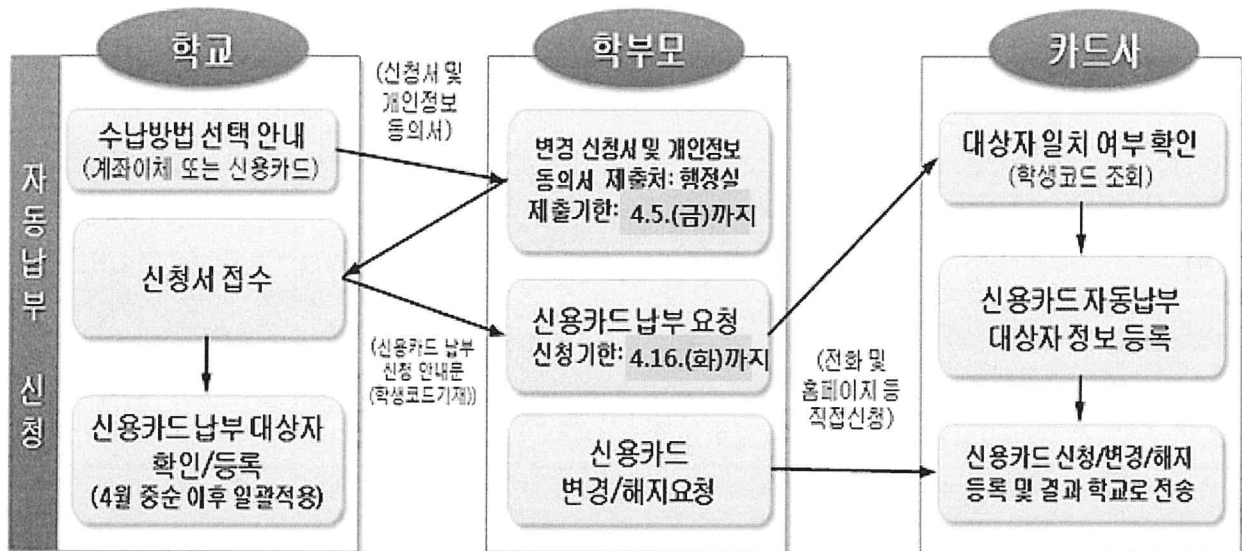 학교
학부모
카드사
자동납부 신청
수납방법 선택 안내
(계좌이체 또는 신용카드)
신청서 접수
신용카드 납부 대상자
확인/등록
(4월 중순 이후 일괄적용)
(신청서 및
개인정보
동의서)
(신용카드 납부
신청 안내문
(학생코드기재))
변경 신청서 및 개인정보
동의서 제출처: 행정실
제출기한: 4.5.(금)까지
신용카드 납부 요청
신청기한: 4.16.(화)까지
신용카드
변경/해지요청
(전화 및
홈페이지 등
직접신청)
대상자 일치 여부 확인
(학생코드 조회)
신용카드 자동납부
대상자 정보 등록
신용카드 신청/변경/해지
등록 및 결과 학교로 전송